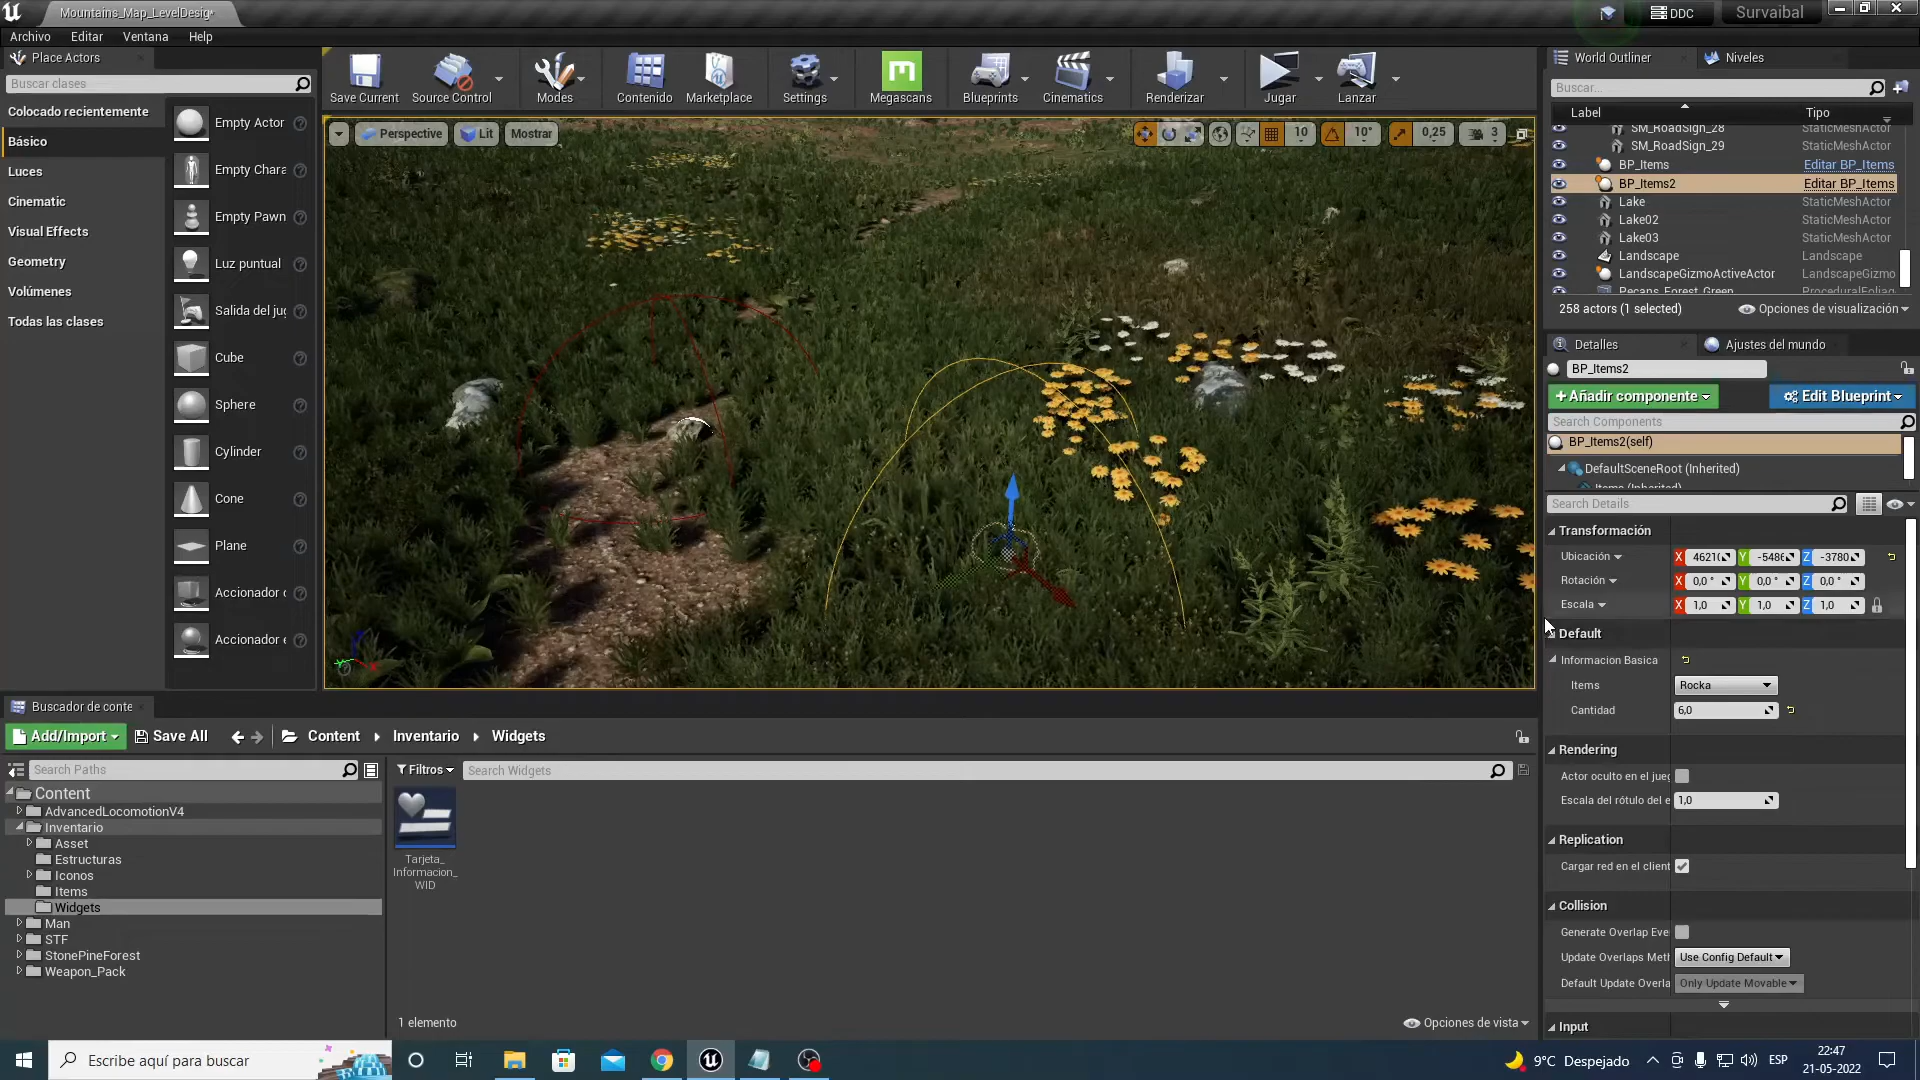 Mountains_Map_LevelDesig*
DDC
Survaibal
Archivo
Editar
Ventana
Help
Place Actors
Buscar clases
Colocado recientemente
Básico
Luces
Cinematic
Visual Effects
Geometry
Volúmenes
Todas las clases
Empty Actor
Empty Chara
Empty Pawn
Luz puntual
Salida del jug
Cube
Sphere
Cylinder
Cone
Plane
Accionador c
Accionador e
Save Current
Source Control
Modes
Contenido
Marketplace
Settings
Megascans
Blueprints
Cinematics
Renderizar
Jugar
Lanzar
Perspective
Lit
Mostrar
10
10°
0,25
3
World Outliner
Niveles
Buscar...
Label
Tipo
SM_RoadSign_28
StaticMeshActor
SM_RoadSign_29
StaticMeshActor
BP_Items
Editar BP_Items
BP_Items2
Editar BP_Items
Lake
StaticMeshActor
Lake02
StaticMeshActor
Lake03
StaticMeshActor
Landscape
Landscape
LandscapeGizmoActiveActor
LandscapeGizmo
Pecans_Forest_Green
ProceduralFoliag
258 actors (1 selected)
Opciones de visualización
Detalles
Ajustes del mundo
BP_Items2
+Añadir componente
Edit Blueprint
Search Components
BP_Items2(self)
DefaultSceneRoot (Inherited)
Items (Inherited)
Search Details
Transformación
Ubicación
X 4621( Y -548( Z -3780
Rotación
X 0,0 ° Y 0,0 ° Z 0,0 °
Escala
X 1,0 Y 1,0 Z 1,0
Default
Informacion Basica
Items
Rocka
Cantidad
6,0
Rendering
Actor oculto en el jueg
Escala del rótulo del e
1,0
Replication
Cargar red en el client
Collision
Generate Overlap Eve
Update Overlaps Meth
Use Config Default
Default Update Overla
Only Update Movable
Input
Buscador de conte
Add/Import
Save All
Content
Inventario
Widgets
Search Paths
Filtros
Search Widgets
Content
AdvancedLocomotionV4
Inventario
Asset
Estructuras
Iconos
Items
Widgets
Man
STF
StonePineForest
Weapon_Pack
Tarjeta_
Informacion_
WID
1 elemento
Opciones de vista
Escribe aquí para buscar
9°C Despejado
ESP
22:47
21-05-2022